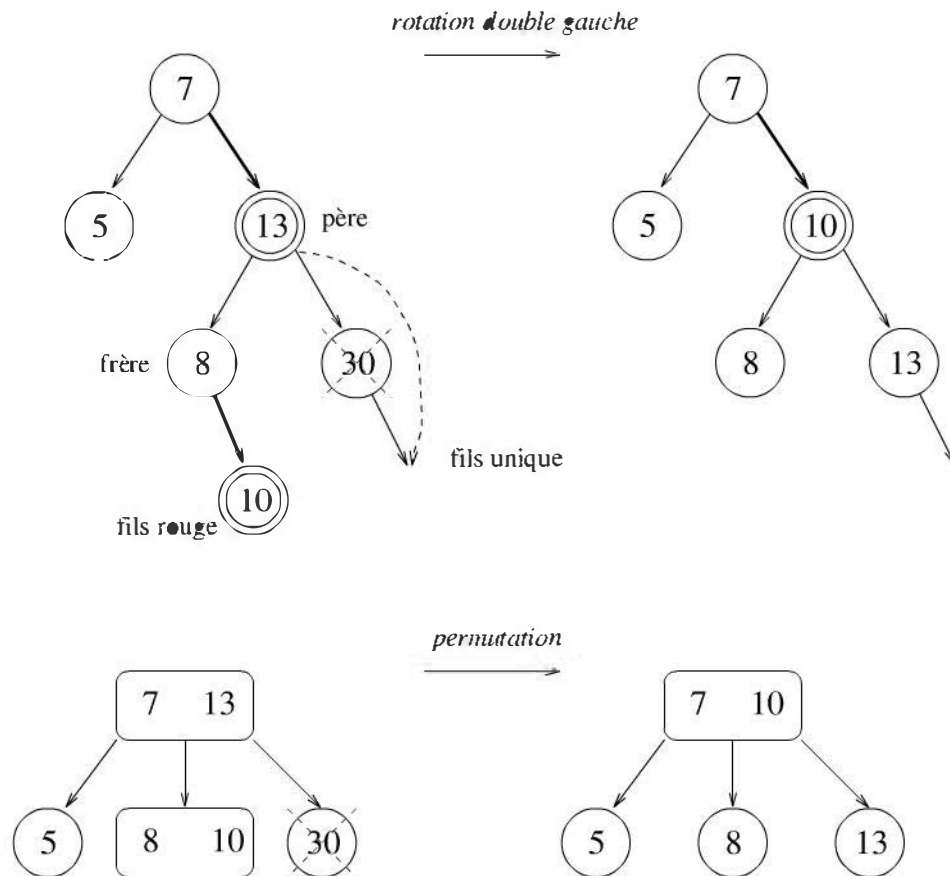 rotation double gauche
7 7
5 13 père 5 10
frère 8 30 8 13
fils unique
10
fils rouge
permutation
7 13 7 10
5 8 10 30 5 8 13